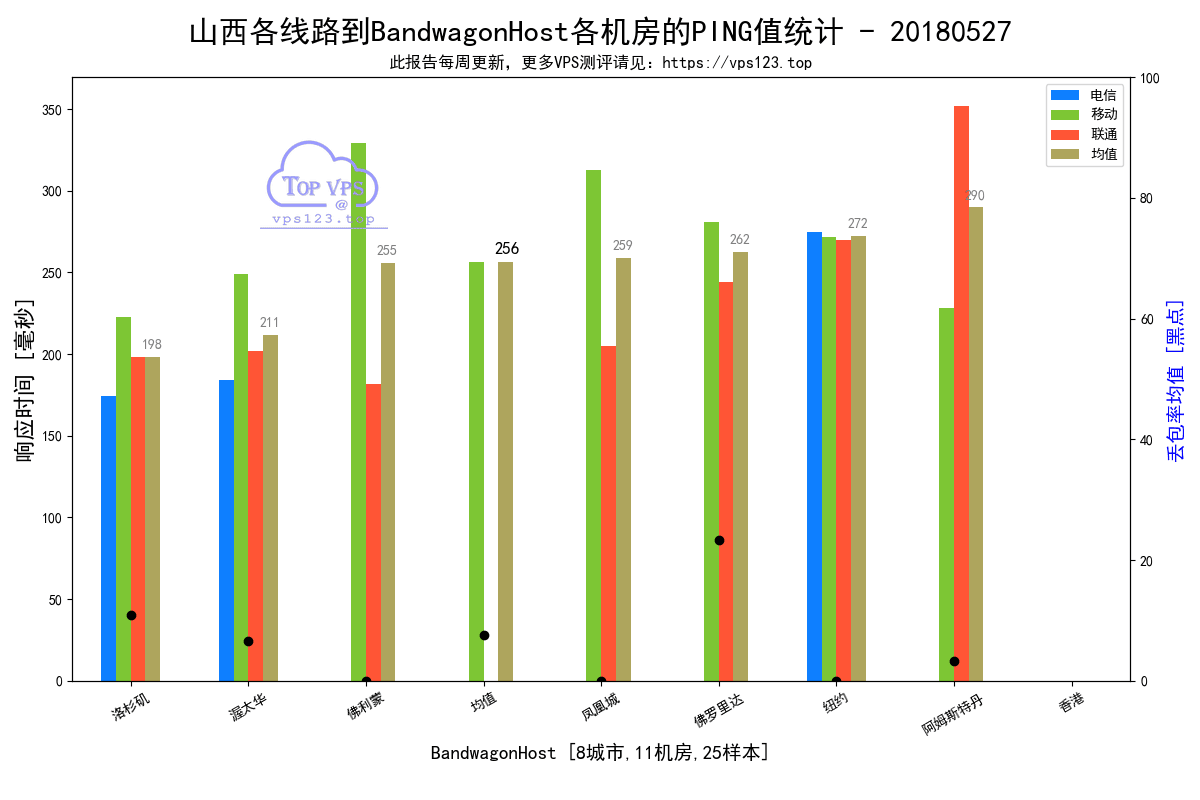 山西各线路到BandwagonHost各机房的PING值统计 - 20180527
此报告每周更新，更多VPS测评请见：https://vps123.top
350
300
250
200
150
100
50
0
响应时间 [毫秒]
100
80
60
40
20
0
丢包率均值 [黑点]
电信
移动
联通
均值
TOP VPS
@
vps123.top
198
211
255
256
259
262
272
290
洛杉矶
渥太华
佛利蒙
均值
凤凰城
佛罗里达
纽约
阿姆斯特丹
香港
BandwagonHost [8城市,11机房,25样本]